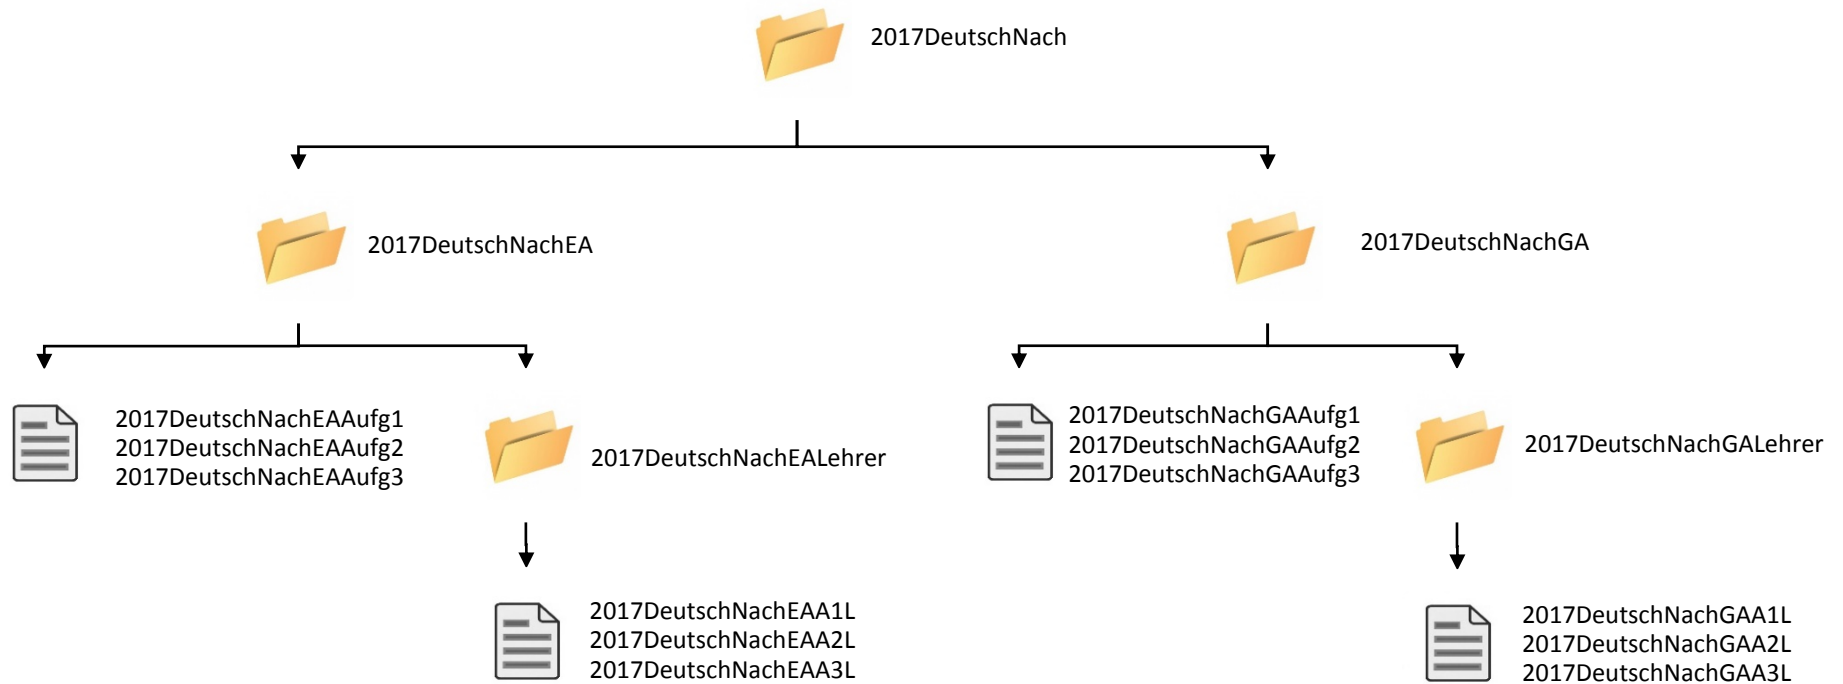 2017DeutschNach
2017DeutschNachEA
2017DeutschNachGA
2017DeutschNachEAAufg1
2017DeutschNachEAAufg2
2017DeutschNachEAAufg3
2017DeutschNachEALehrer
2017DeutschNachGAAufg1
2017DeutschNachGAAufg2
2017DeutschNachGAAufg3
2017DeutschNachGALehrer
2017DeutschNachEAA1L
2017DeutschNachEAA2L
2017DeutschNachEAA3L
2017DeutschNachGAA1L
2017DeutschNachGAA2L
2017DeutschNachGAA3L